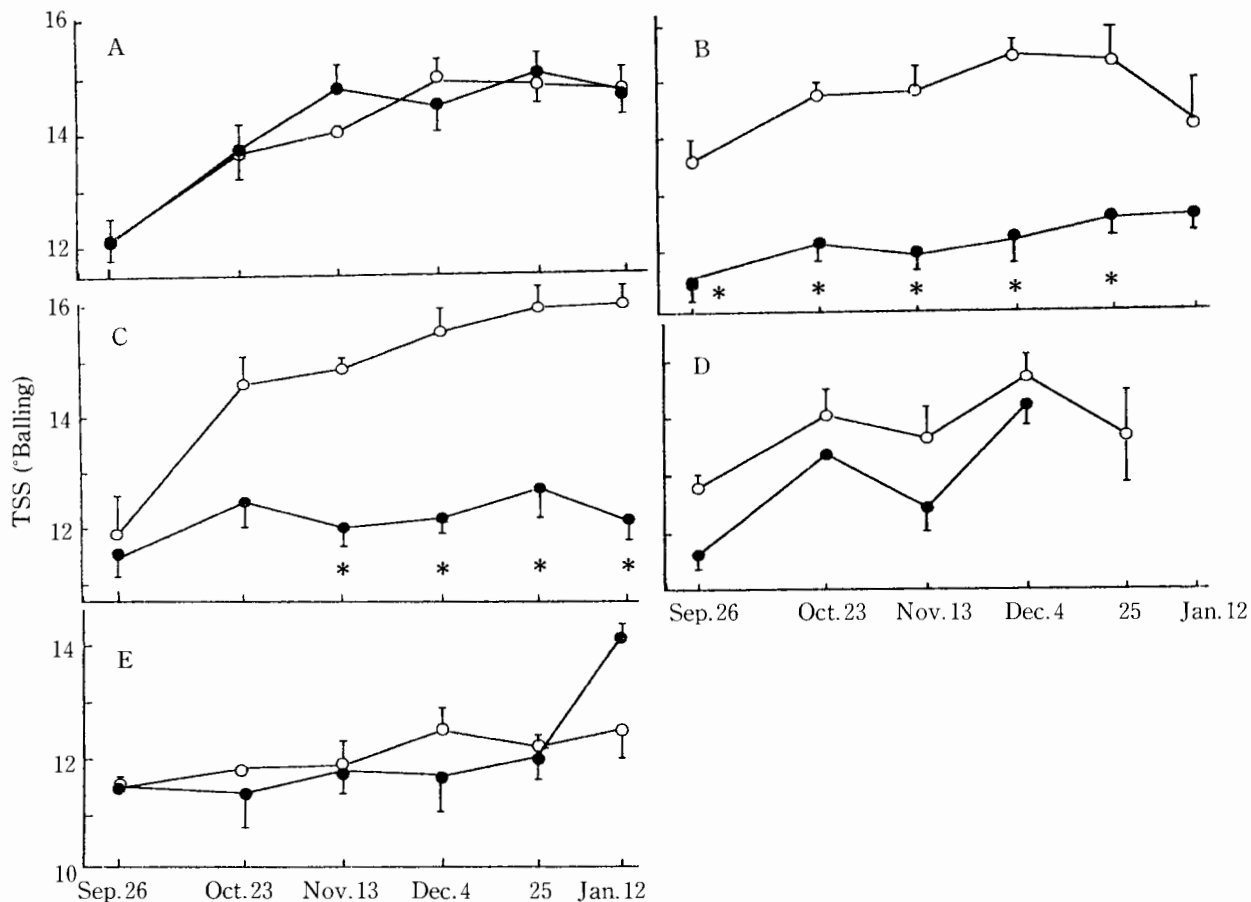 16
14
12
A
B
* * * * *
TSS (°Balling)
16
14
12
C
* * * *
D
Sep.26 Oct.23 Nov.13 Dec.4 25 Jan.12
14
12
10
E
Sep.26 Oct.23 Nov.13 Dec.4 25 Jan.12